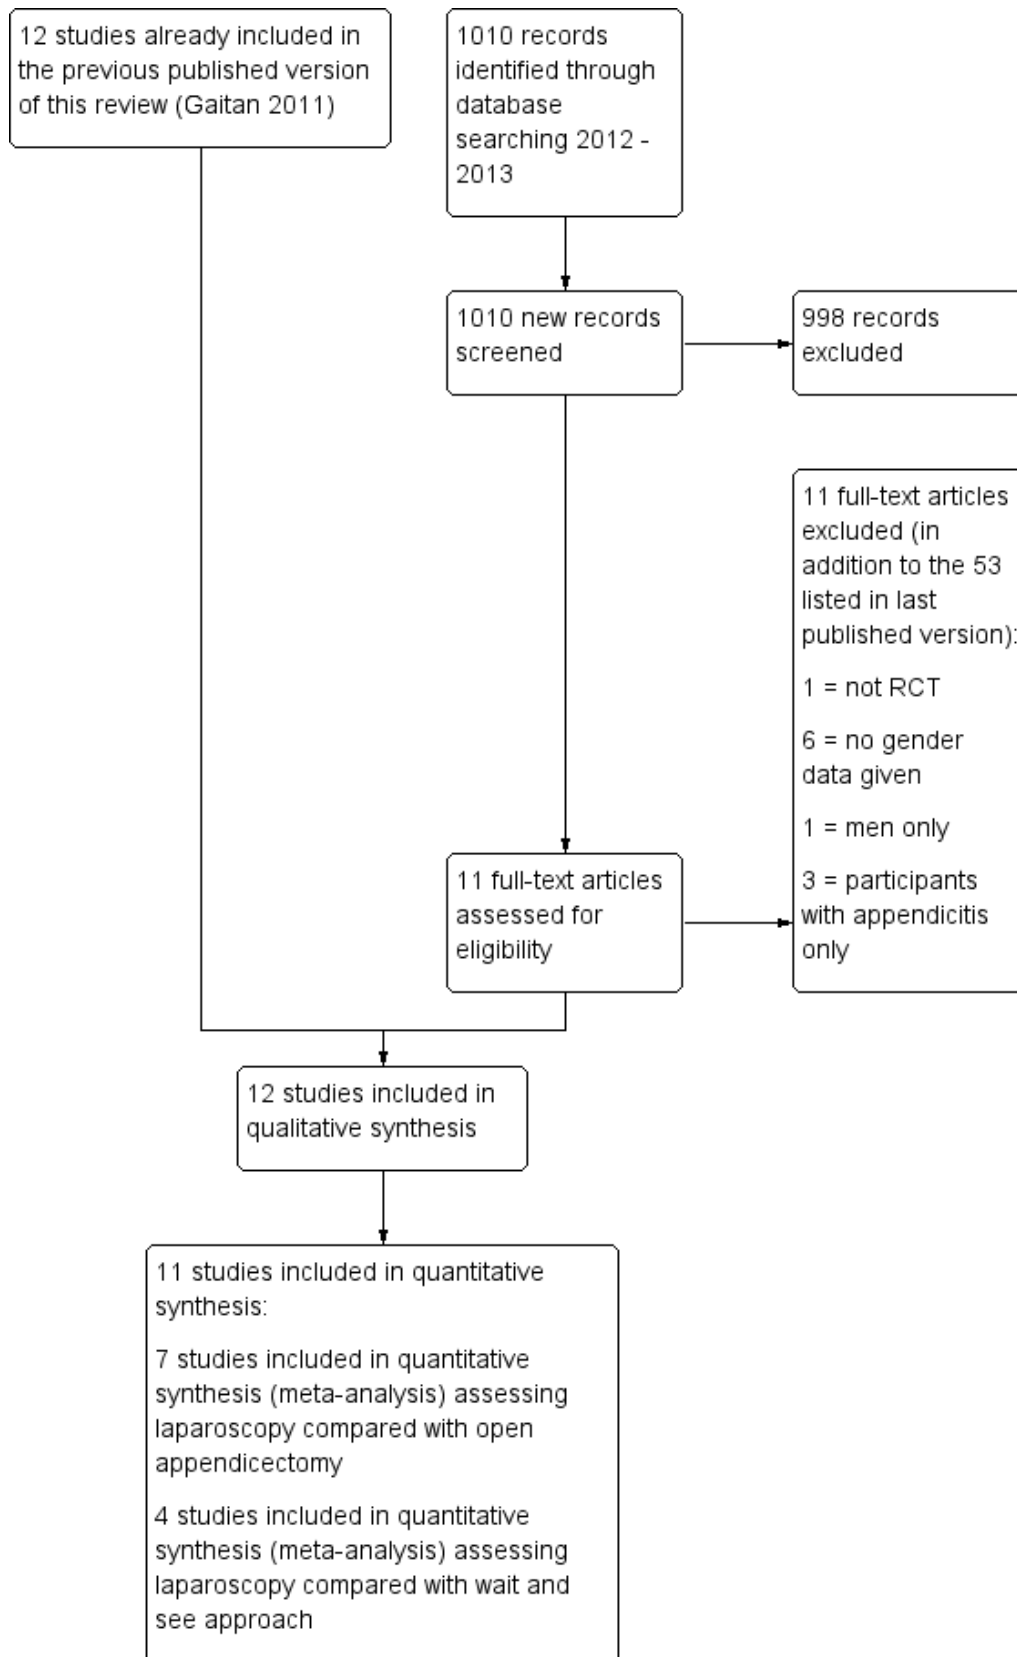 12 studies already included in
the previous published version
of this review (Gaitan 2011)
1010 records
identified through
database
searching 2012 -
2013
1010 new records
screened
998 records
excluded
11 full-text articles
excluded (in
addition to the 53
listed in last
published version):
1 = not RCT
6 = no gender
data given
1 = men only
3 = participants
with appendicitis
only
11 full-text articles
assessed for
eligibility
12 studies included in
qualitative synthesis
11 studies included in quantitative
synthesis:
7 studies included in quantitative
synthesis (meta-analysis) assessing
laparoscopy compared with open
appendicectomy
4 studies included in quantitative
synthesis (meta-analysis) assessing
laparoscopy compared with wait and
see approach